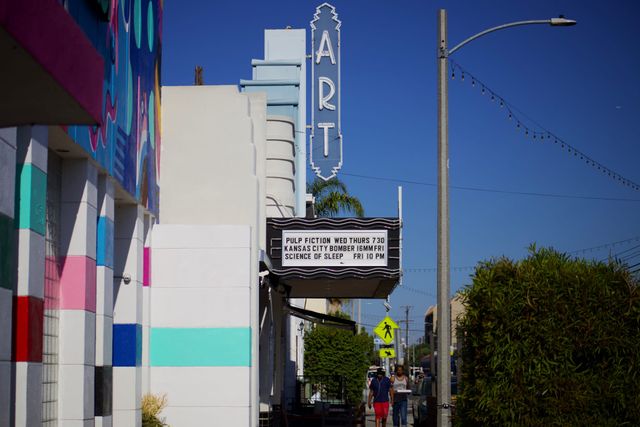 ART
PULP FICTION WED THURS 730
KANSAS CITY BOMBER 16MM FRI
SCIENCE OF SLEEP FRI 10 PM